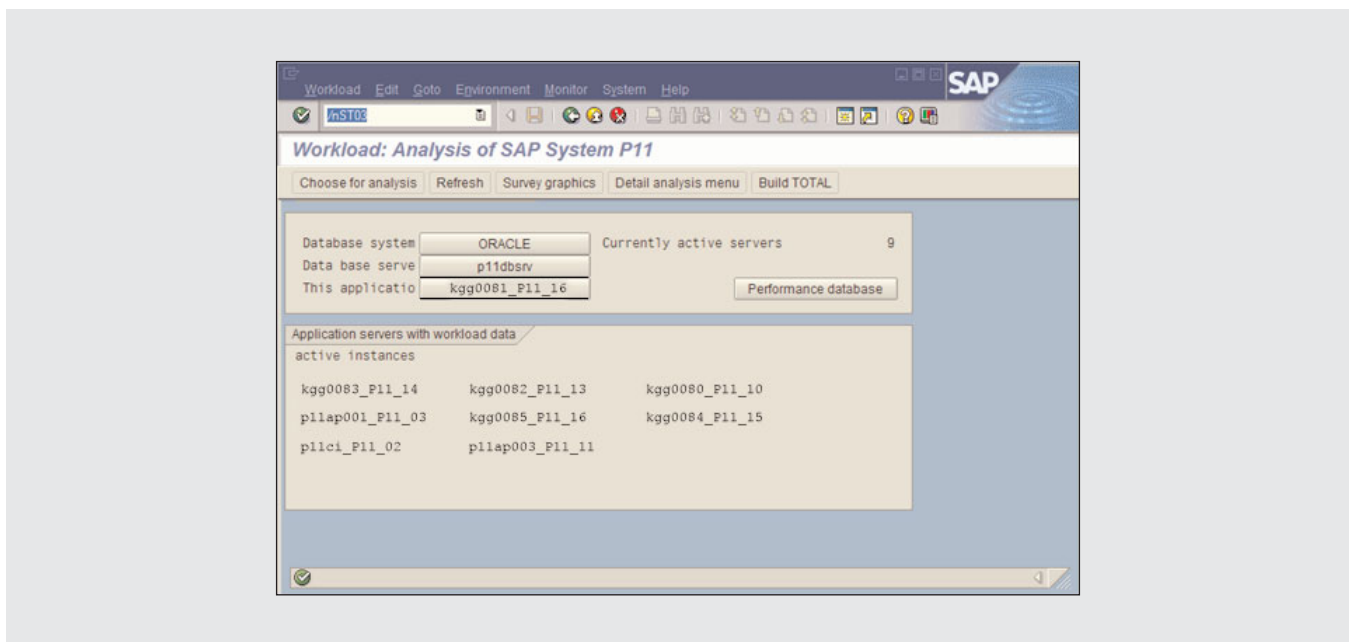 Workload Edit Goto Environment Monitor System Help
SAP
/nST03
Workload: Analysis of SAP System P11
Choose for analysis Refresh Survey graphics Detail analysis menu Build TOTAL
Database system ORACLE Currently active servers 9
Data base serve p11dbsrv
This applicatio kgg0081_P11_16 Performance database
Application servers with workload data
active instances
kgg0083_P11_14 kgg0082_P11_13 kgg0080_P11_10
p11ap001_P11_03 kgg0085_P11_16 kgg0084_P11_15
p11ci_P11_02 p11ap003_P11_11